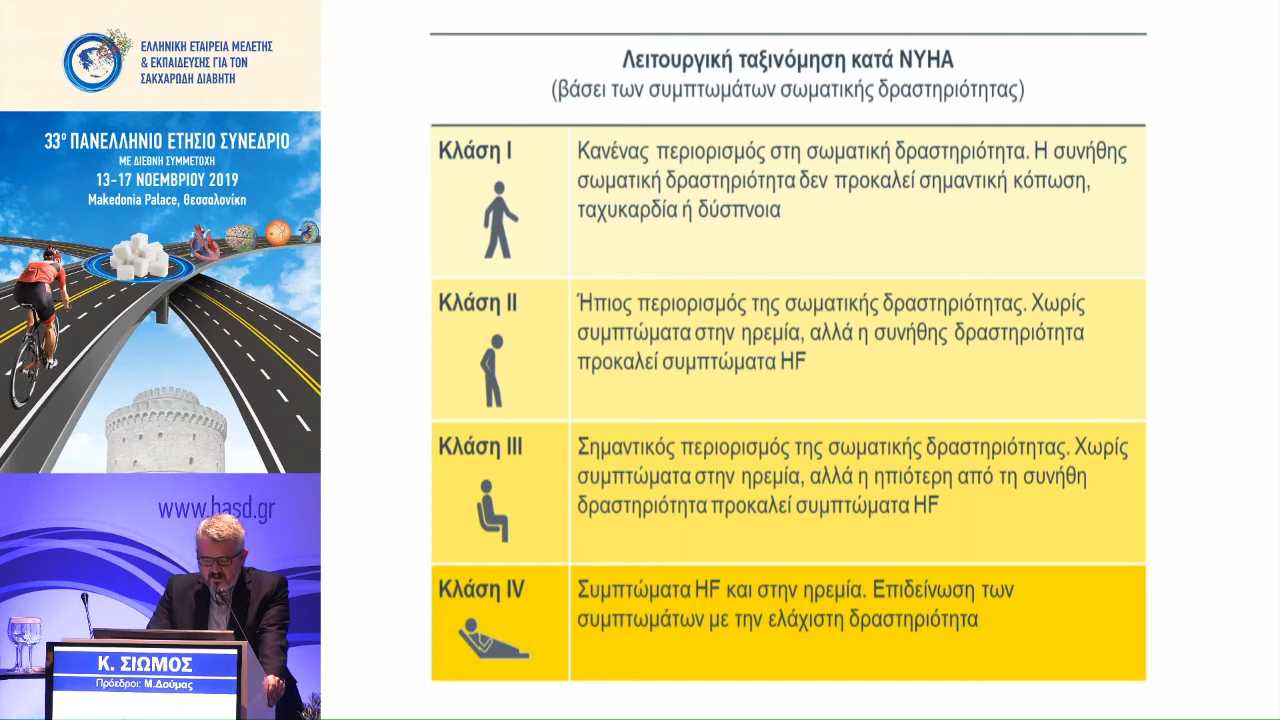 ΕΛΛΗΝΙΚΗ ΕΤΑΙΡΕΙΑ ΜΕΛΕΤΗΣ
& ΕΚΠΑΙΔΕΥΣΗΣ ΓΙΑ ΤΟΝ
ΣΑΚΧΑΡΩΔΗ ΔΙΑΒΗΤΗ
33ο ΠΑΝΕΛΛΗΝΙΟ ΕΤΗΣΙΟ ΣΥΝΕΔΡΙΟ
ΜΕ ΔΙΕΘΝΗ ΣΥΜΜΕΤΟΧΗ
13-17 ΝΟΕΜΒΡΙΟΥ 2019
Makedonia Palace, Θεσσαλονίκη
www.hasd.gr
Κ. ΣΙΩΜΟΣ
Πρόεδροι: Μ.Δούμας
Λειτουργική ταξινόμηση κατά NYHA
(βάσει των συμπτωμάτων σωματικής δραστηριότητας)
Κλάση I
Κανένας περιορισμός στη σωματική δραστηριότητα. Η συνήθης
σωματική δραστηριότητα δεν προκαλεί σημαντική κόπωση,
ταχυκαρδία ή δύσπνοια
Κλάση II
Ήπιος περιορισμός της σωματικής δραστηριότητας. Χωρίς
συμπτώματα στην ηρεμία, αλλά η συνήθης δραστηριότητα
προκαλεί συμπτώματα HF
Κλάση III
Σημαντικός περιορισμός της σωματικής δραστηριότητας. Χωρίς
συμπτώματα στην ηρεμία, αλλά η ηπιότερη από τη συνήθη
δραστηριότητα προκαλεί συμπτώματα HF
Κλάση IV
Συμπτώματα HF και στην ηρεμία. Επιδείνωση των
συμπτωμάτων με την ελάχιστη δραστηριότητα